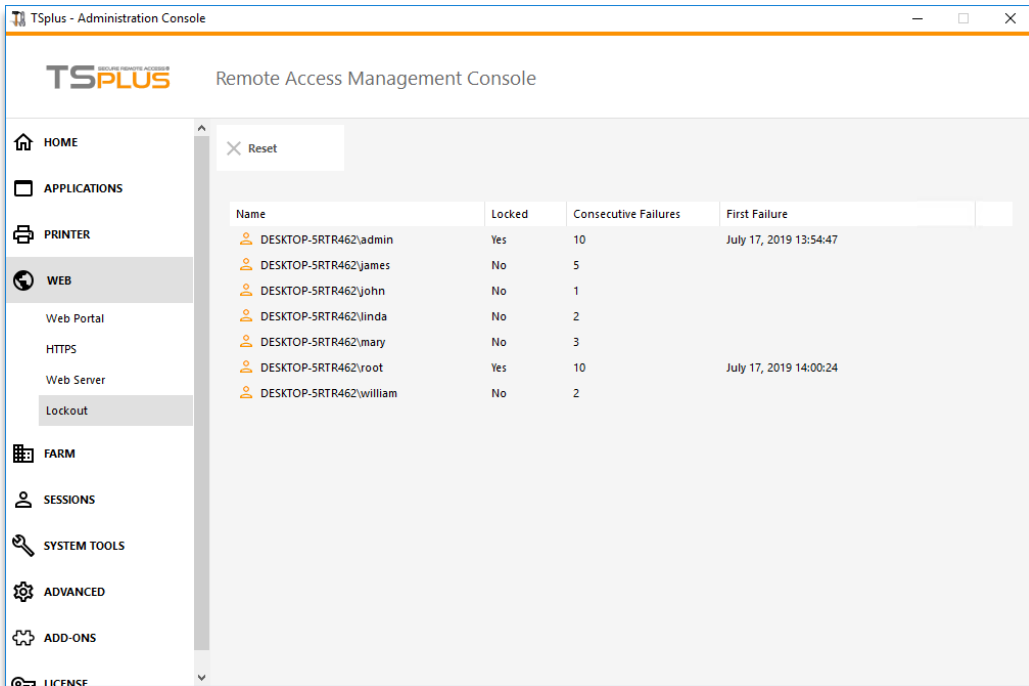 TSplus - Administration Console
TSPLUS SECURE REMOTE ACCESS®
Remote Access Management Console
HOME
APPLICATIONS
PRINTER
WEB
Web Portal
HTTPS
Web Server
Lockout
FARM
SESSIONS
SYSTEM TOOLS
ADVANCED
ADD-ONS
LICENSE
Reset
Name Locked Consecutive Failures First Failure
DESKTOP-5RTR462\admin Yes 10 July 17, 2019 13:54:47
DESKTOP-5RTR462\james No 5
DESKTOP-5RTR462\john No 1
DESKTOP-5RTR462\linda No 2
DESKTOP-5RTR462\mary No 3
DESKTOP-5RTR462\root Yes 10 July 17, 2019 14:00:24
DESKTOP-5RTR462\william No 2